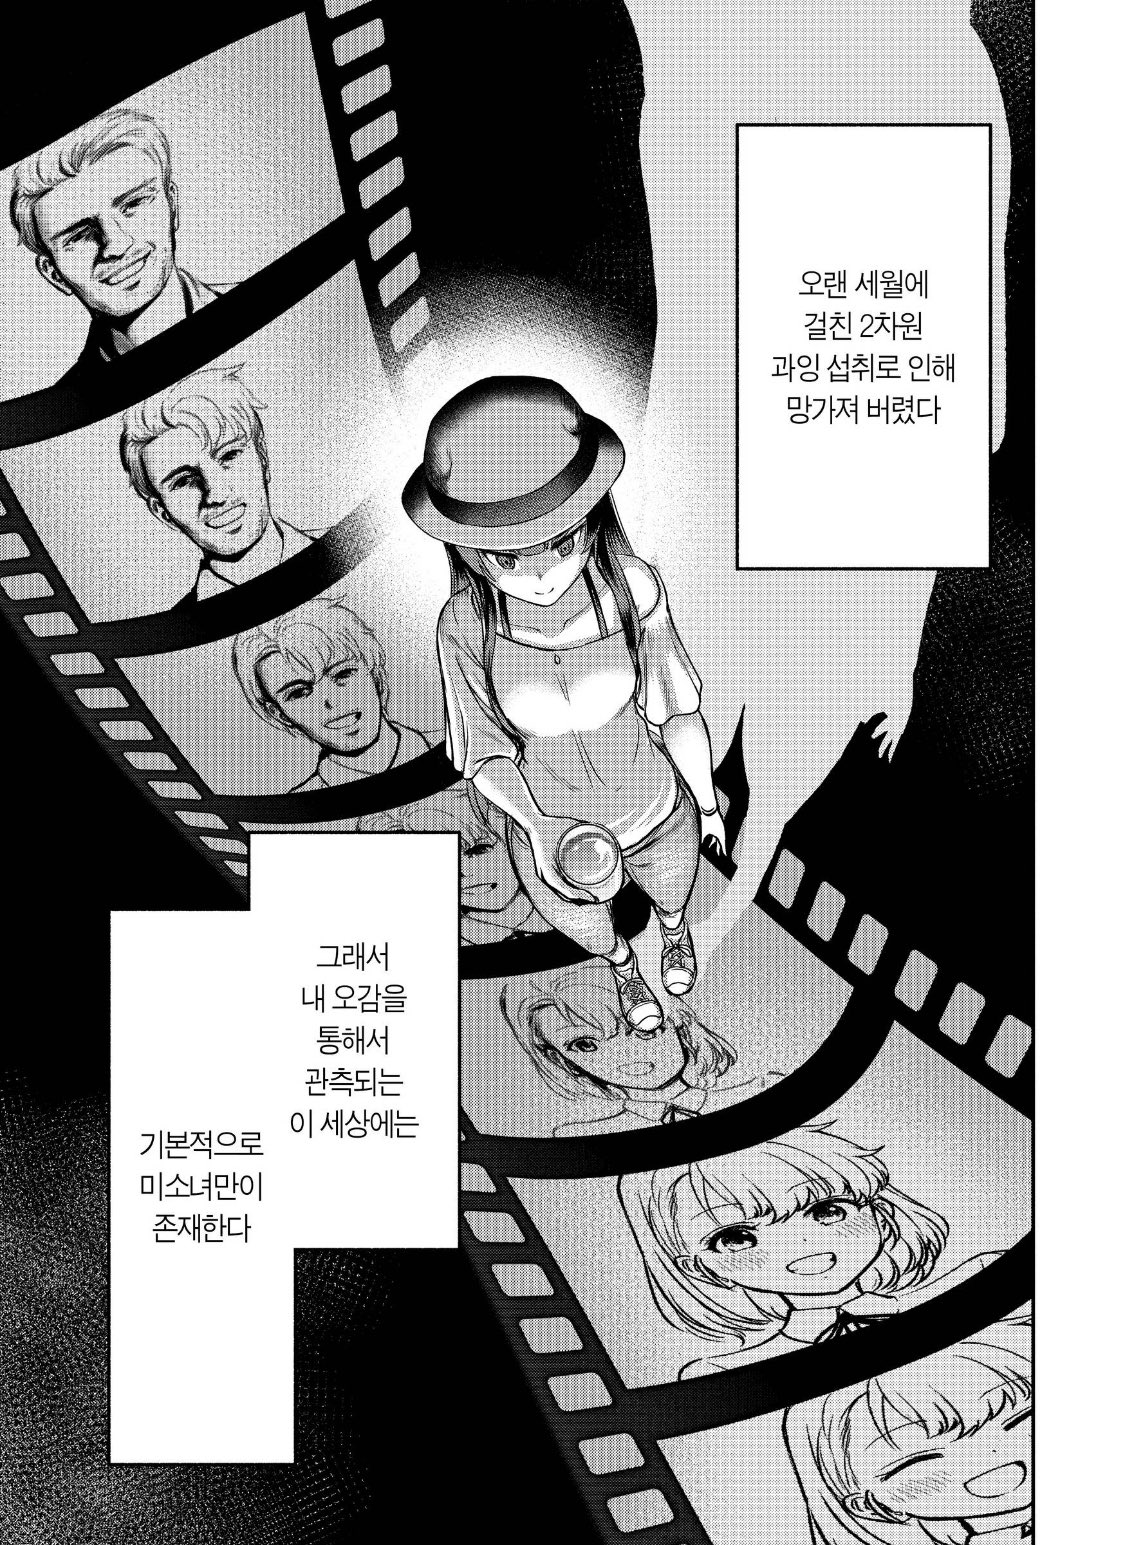 오랜 세월에
걸친 2차원
과잉 섭취로 인해
망가져 버렸다
그래서
내 오감을
통해서
관측되는
이 세상에는
기본적으로
미소녀만이
존재한다